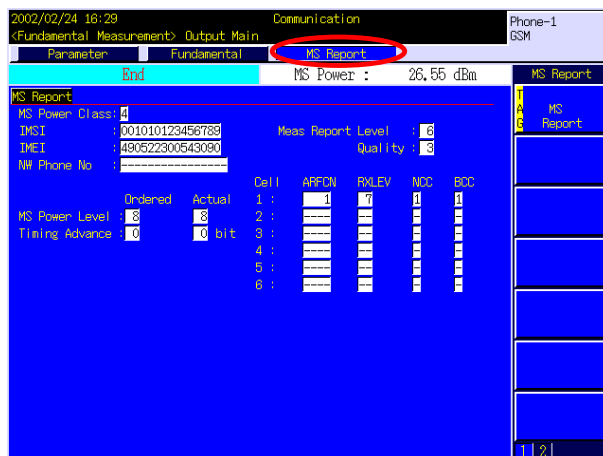 2002/02/24 16:29 Communication Phone-1
<Fundamental Measurement> Output Main GSM
Parameter Fundamental MS Report
End MS Power : 26.55 dBm MS Report
MS Report
TAG MS Report
MS Power Class: 4
IMSI : 001010123456789 Meas Report Level : 6
IMEI : 490522300543090 Quality : 3
NW Phone No : ----------------
Cell ARFCN RXLEV NCC BCC
Ordered Actual 1 : 1 7 1 1
MS Power Level : 8 8 2 : ---- -- - -
Timing Advance : 0 0 bit 3 : ---- -- - -
4 : ---- -- - -
5 : ---- -- - -
6 : ---- -- - -
1 2